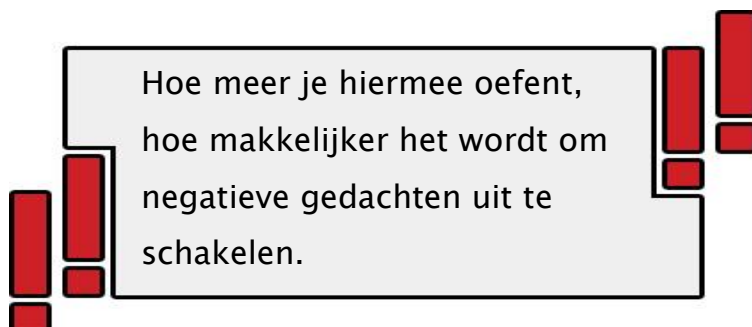 Hoe meer je hiermee oefent,
hoe makkelijker het wordt om
negatieve gedachten uit te
schakelen.